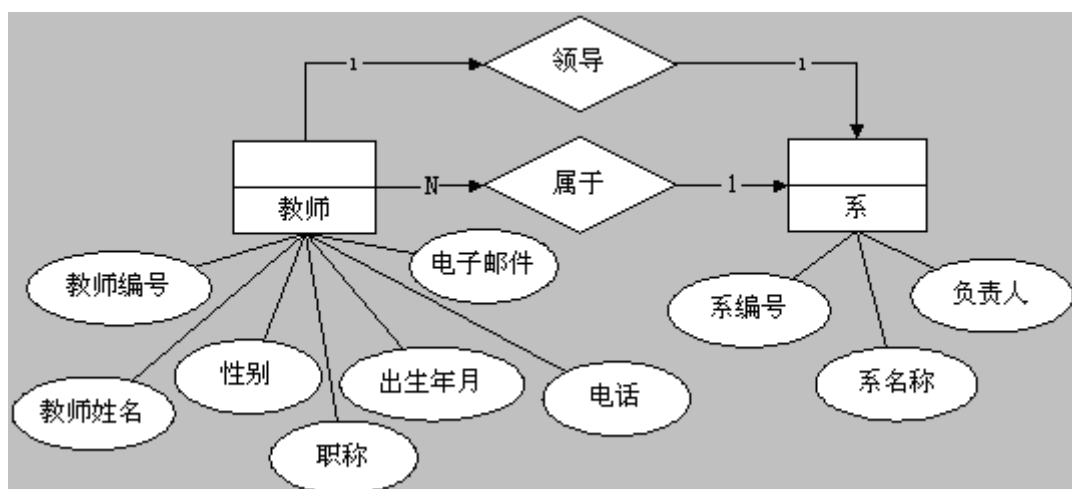 领导
1
1
属于
N
1
教师
系
教师编号
电子邮件
系编号
负责人
性别
出生年月
电话
系名称
教师姓名
职称